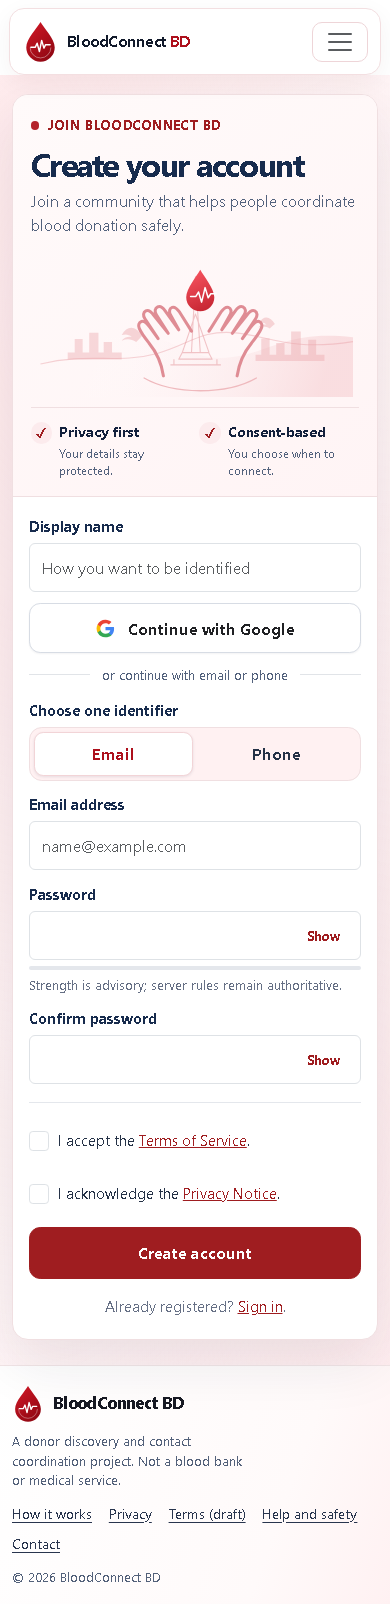 BloodConnect BD
JOIN BLOODCONNECT BD
Create your account
Join a community that helps people coordinate
blood donation safely.
Privacy first
Your details stay
protected.
Consent-based
You choose when to
connect.
Display name
How you want to be identified
Continue with Google
or continue with email or phone
Choose one identifier
Email
Phone
Email address
name@example.com
Password
Show
Strength is advisory; server rules remain authoritative.
Confirm password
Show
I accept the Terms of Service.
I acknowledge the Privacy Notice.
Create account
Already registered? Sign in.
BloodConnect BD
A donor discovery and contact
coordination project. Not a blood bank
or medical service.
How it works Privacy Terms (draft) Help and safety
Contact
© 2026 BloodConnect BD